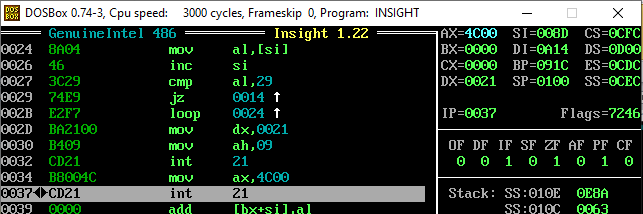 DOSBox 0.74-3, Cpu speed: 3000 cycles, Frameskip 0, Program: INSIGHT
GenuineIntel 486 Insight 1.22 AX=4C00 SI=008D CS=0CFC
0024 8A04 mov al,[si] BX=0000 DI=0A14 DS=0D00
0026 46 inc si CX=0000 BP=091C ES=0CDC
0027 3C29 cmp al,29 DX=0021 SP=0100 SS=0CEC
0029 74E9 jz 0014 ↑
002B E2F7 loop 0024 ↑ IP=0037 Flags=7246
002D BA2100 mov dx,0021
0030 B409 mov ah,09 OF DF IF SF ZF AF PF CF
0032 CD21 int 21 0 0 1 0 1 0 1 0
0034 B8004C mov ax,4C00
0037 CD21 int 21 Stack: SS:010E 0E8A
0039 0000 add [bx+si],al SS:010C 0063